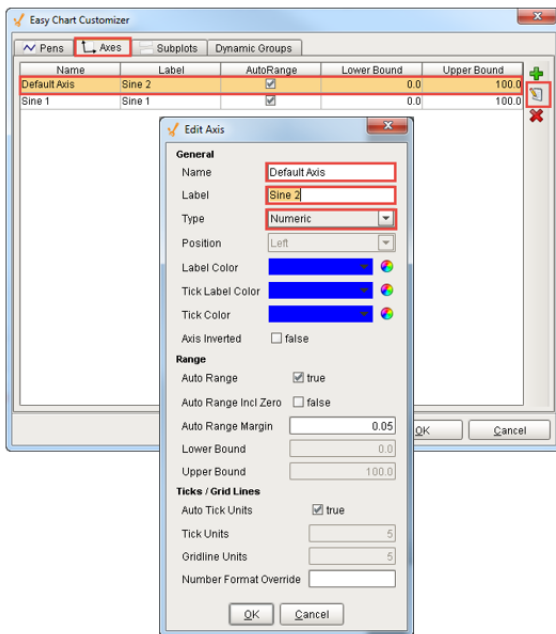 Easy Chart Customizer
Pens Axes Subplots Dynamic Groups
Name Label AutoRange Lower Bound Upper Bound
Default Axis Sine 2 0.0 100.0
Sine 1 Sine 1 0.0 100.0
Edit Axis
General
Name Default Axis
Label Sine 2
Type Numeric
Position Left
Label Color
Tick Label Color
Tick Color
Axis Inverted false
Range
Auto Range true
Auto Range Incl Zero false
Auto Range Margin 0.05
Lower Bound 0.0
Upper Bound 100.0
Ticks / Grid Lines
Auto Tick Units true
Tick Units 5
Gridline Units 5
Number Format Override
OK Cancel
OK Cancel